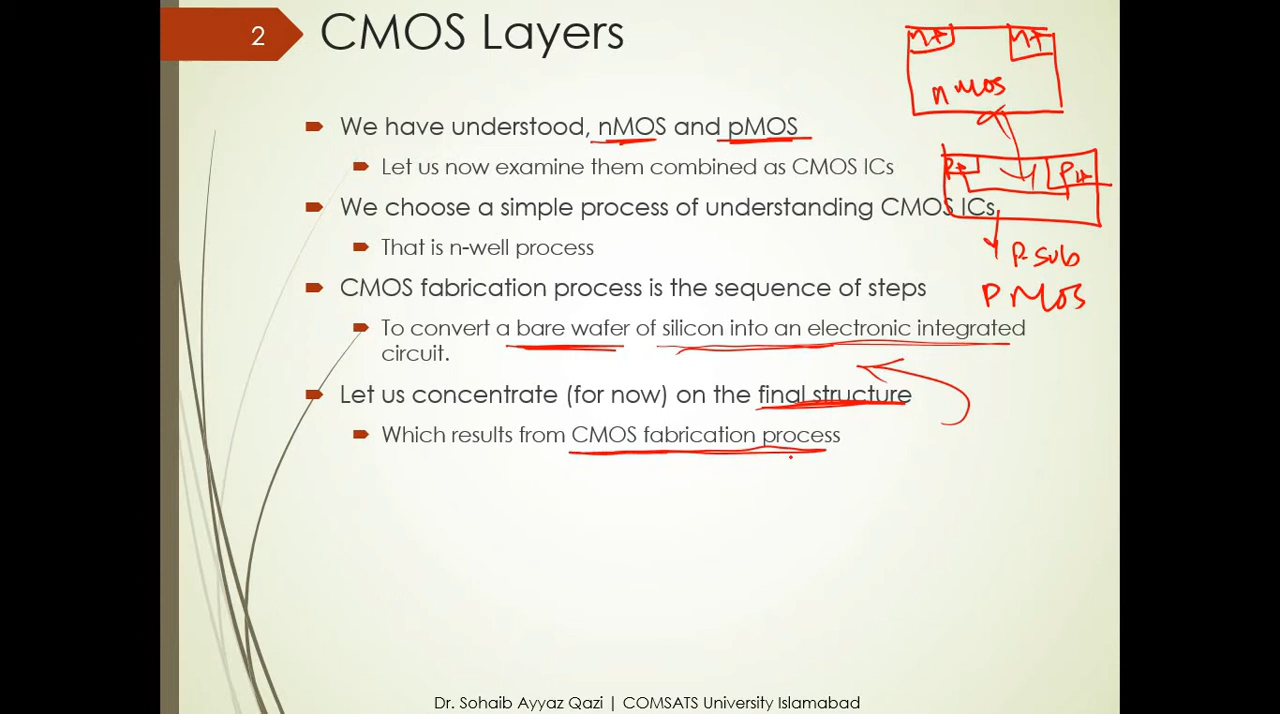 2
CMOS Layers
n+ n+
n MOS
We have understood, nMOS and pMOS
Let us now examine them combined as CMOS ICs
P+ P+
We choose a simple process of understanding CMOS ICs
That is n-well process
P-sub
CMOS fabrication process is the sequence of steps
P MOS
To convert a bare wafer of silicon into an electronic integrated
circuit.
Let us concentrate (for now) on the final structure
Which results from CMOS fabrication process
Dr. Sohaib Ayyaz Qazi | COMSATS University Islamabad